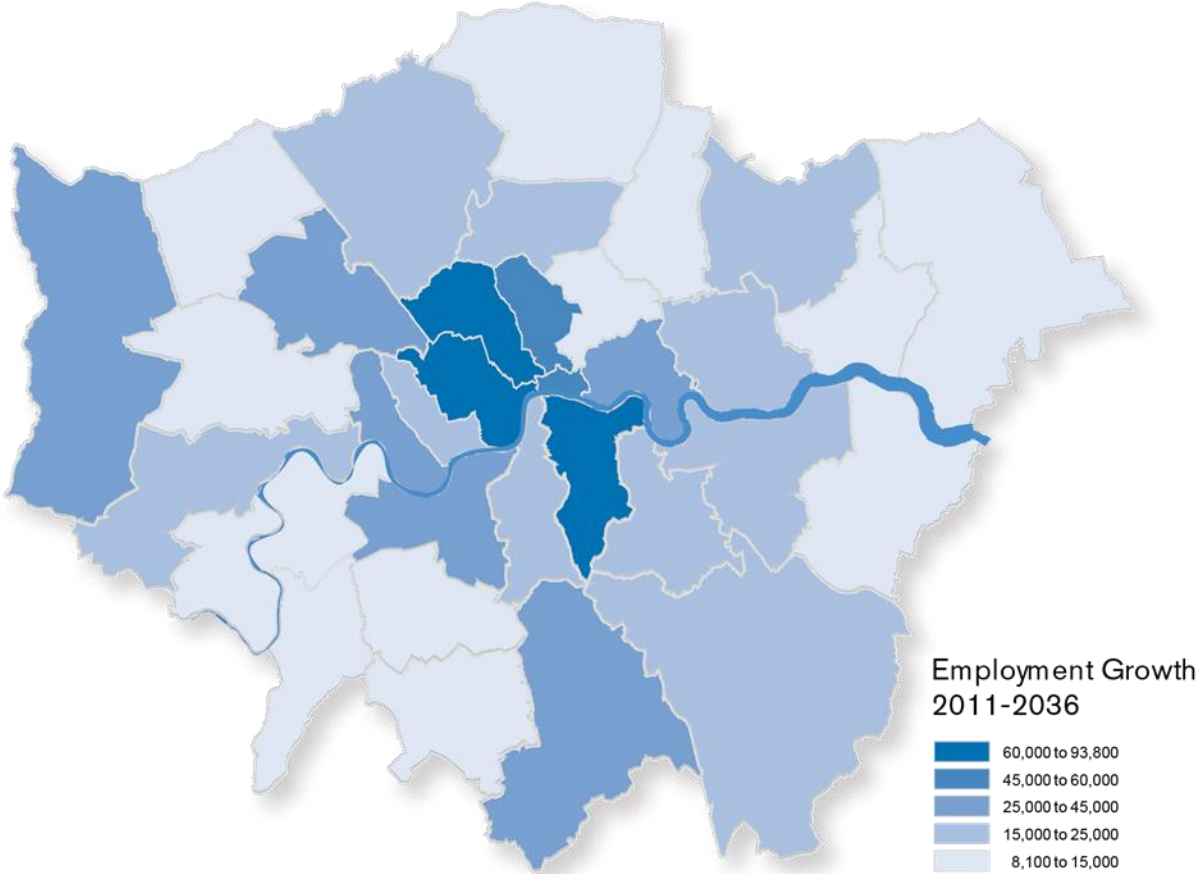 Employment Growth
2011-2036
60,000 to 93,800
45,000 to 60,000
25,000 to 45,000
15,000 to 25,000
8,100 to 15,000